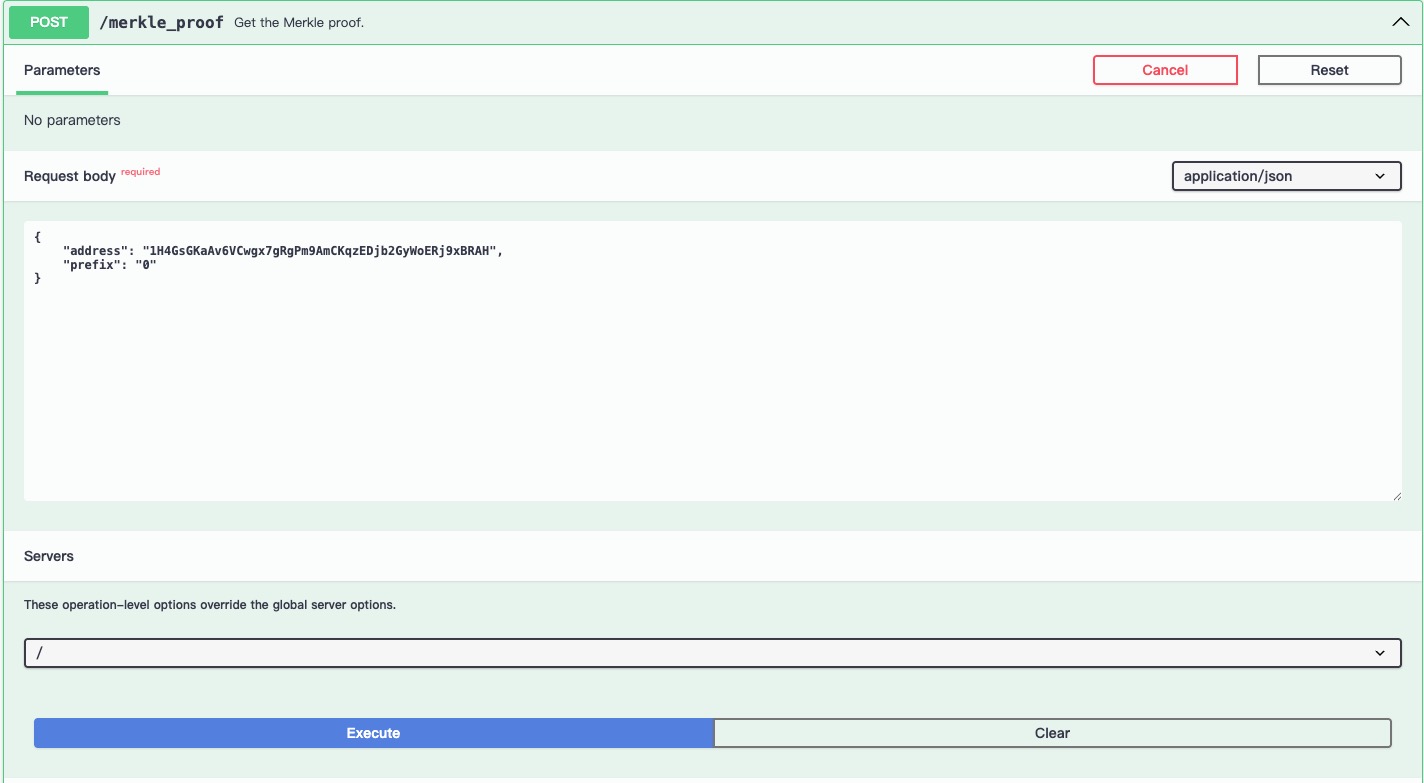 POST /merkle_proof Get the Merkle proof.
Parameters
Cancel
Reset
No parameters
Request body required
application/json
{
    "address": "1H4GsGKaAv6VCwgx7gRgPm9AmCKqzEDjb2GyWoERj9xBRAH",
    "prefix": "0"
}
Servers
These operation-level options override the global server options.
/
Execute
Clear